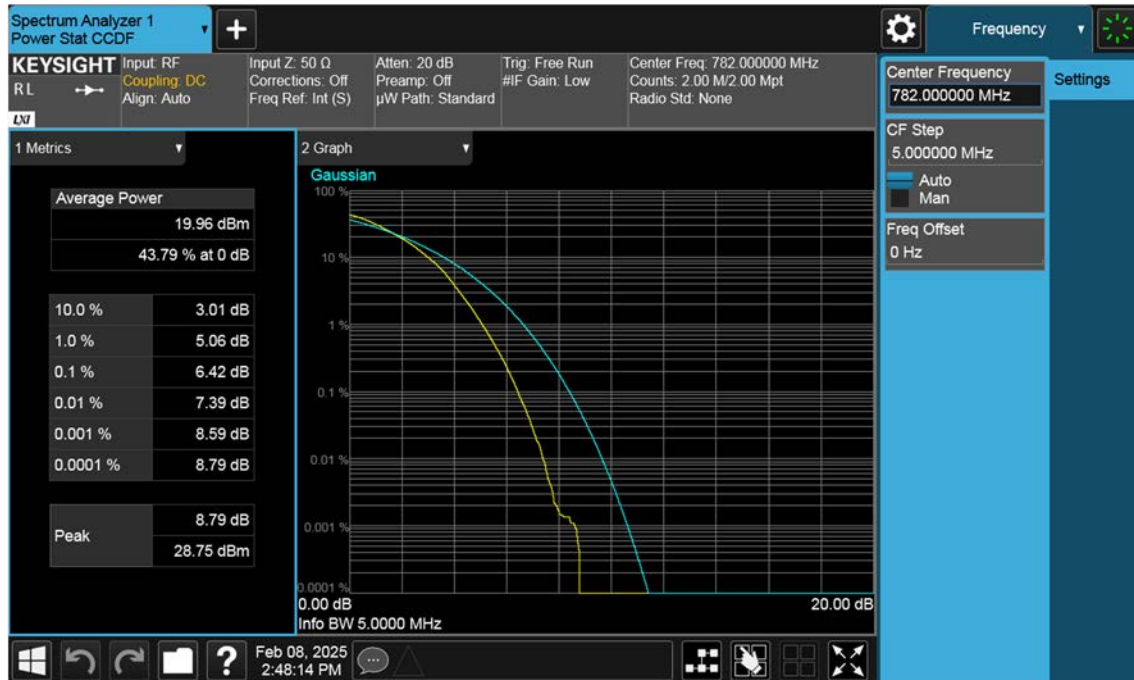 Spectrum Analyzer 1
Power Stat CCDF
Frequency
KEYSIGHT
RL
LXI
Input: RF
Coupling: DC
Align: Auto
Input Z: 50 Ω
Corrections: Off
Freq Ref: Int (S)
Atten: 20 dB
Preamp: Off
µW Path: Standard
Trig: Free Run
#IF Gain: Low
Center Freq: 782.000000 MHz
Counts: 2.00 M/2.00 Mpt
Radio Std: None
Center Frequency
782.000000 MHz
Settings
CF Step
5.000000 MHz
Auto
Man
Freq Offset
0 Hz
1 Metrics
Average Power
19.96 dBm
43.79 % at 0 dB
10.0 % 3.01 dB
1.0 % 5.06 dB
0.1 % 6.42 dB
0.01 % 7.39 dB
0.001 % 8.59 dB
0.0001 % 8.79 dB
Peak
8.79 dB
28.75 dBm
2 Graph
Gaussian
100 %
10 %
1 %
0.1 %
0.01 %
0.001 %
0.0001 %
0.00 dB 20.00 dB
Info BW 5.0000 MHz
?
Feb 08, 2025
2:48:14 PM